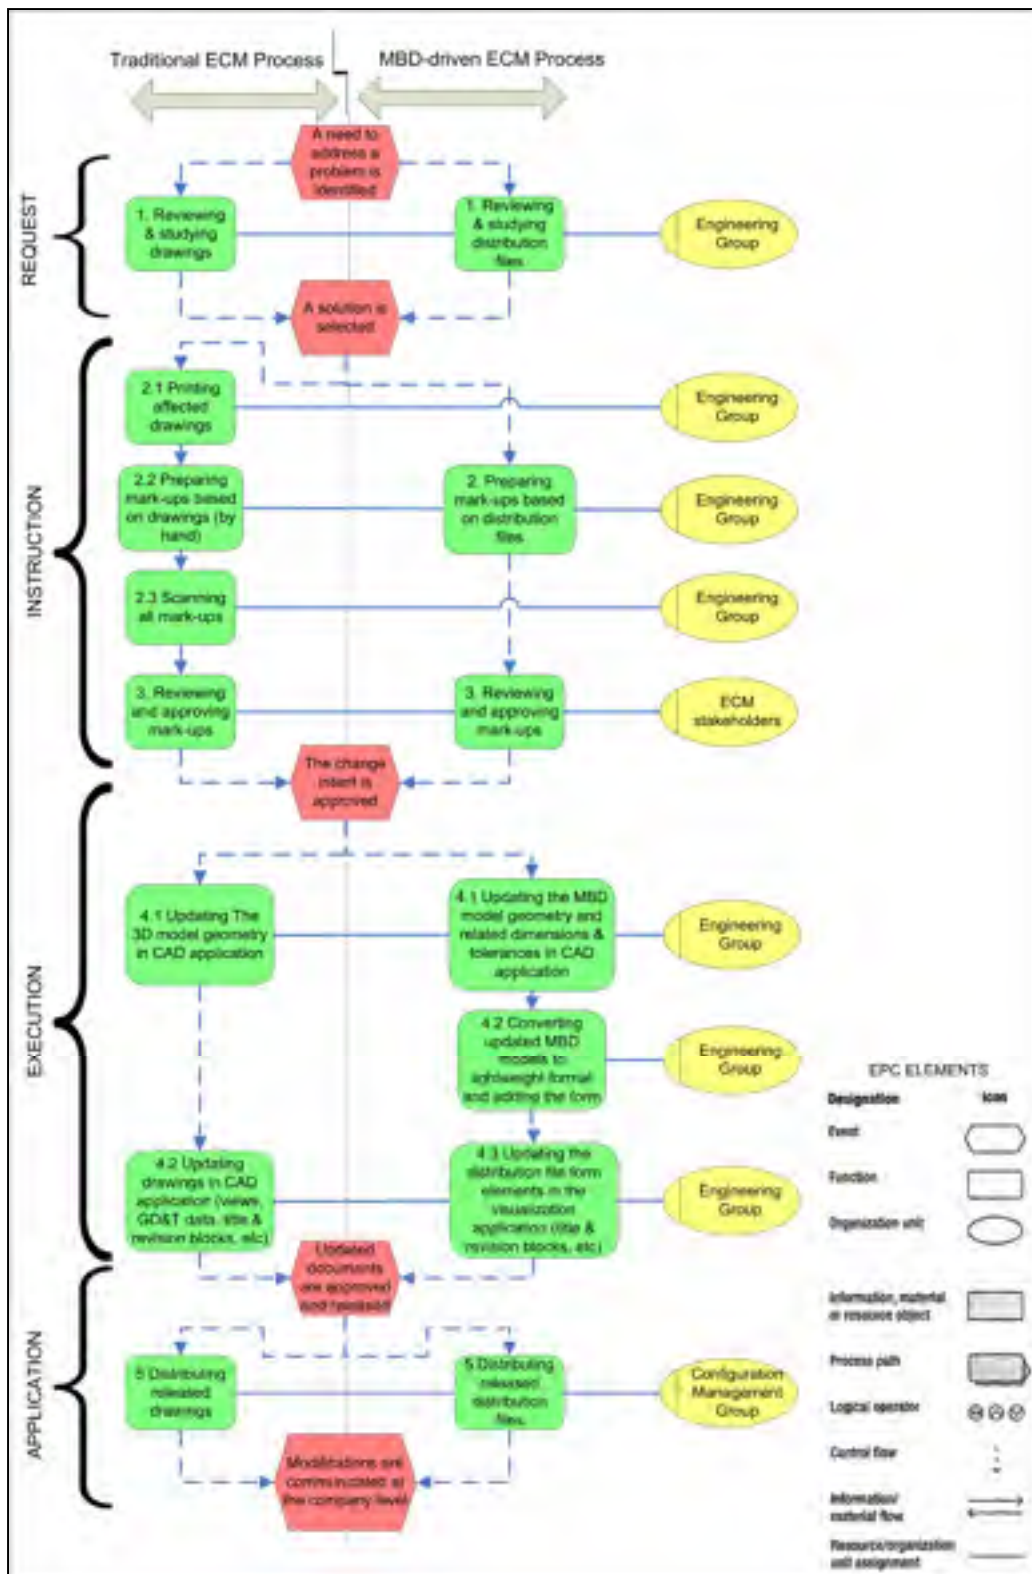 Traditional ECM Process
MBD-driven ECM Process
A need to
address a
problem is
identified
REQUEST
1. Reviewing
& studying
drawings
1. Reviewing
& studying
distribution
files
Engineering
Group
A solution is
selected
INSTRUCTION
2.1 Printing
affected
drawings
Engineering
Group
2.2 Preparing
mark-ups based
on drawings (by
hand)
2. Preparing
mark-ups based
on distribution
files
Engineering
Group
2.3 Scanning
all mark-ups
Engineering
Group
3. Reviewing
and approving
mark-ups
3. Reviewing
and approving
mark-ups
ECM
stakeholders
The change
intent is
approved
EXECUTION
4.1 Updating The
3D model geometry
in CAD application
4.1 Updating the MBD
model geometry and
related dimensions &
tolerances in CAD
application
Engineering
Group
4.2 Converting
updated MBD
models to
lightweight format
and adding the form
Engineering
Group
4.2 Updating
drawings in CAD
application (views,
GD&T data, title &
revision blocks, etc)
4.3 Updating the
distribution file form
elements in the
visualization
application (title &
revision blocks, etc)
Engineering
Group
Updated
documents
are approved
and released
APPLICATION
5 Distributing
released
drawings
5 Distributing
released
distribution
files
Configuration
Management
Group
Modifications are
communicated at
the company level
EPC ELEMENTS
Designation Icon
Event
Function
Organization unit
Information, material
or resource object
Process path
Logical operator
Control flow
Information/
material flow
Resource/organization
unit assignment